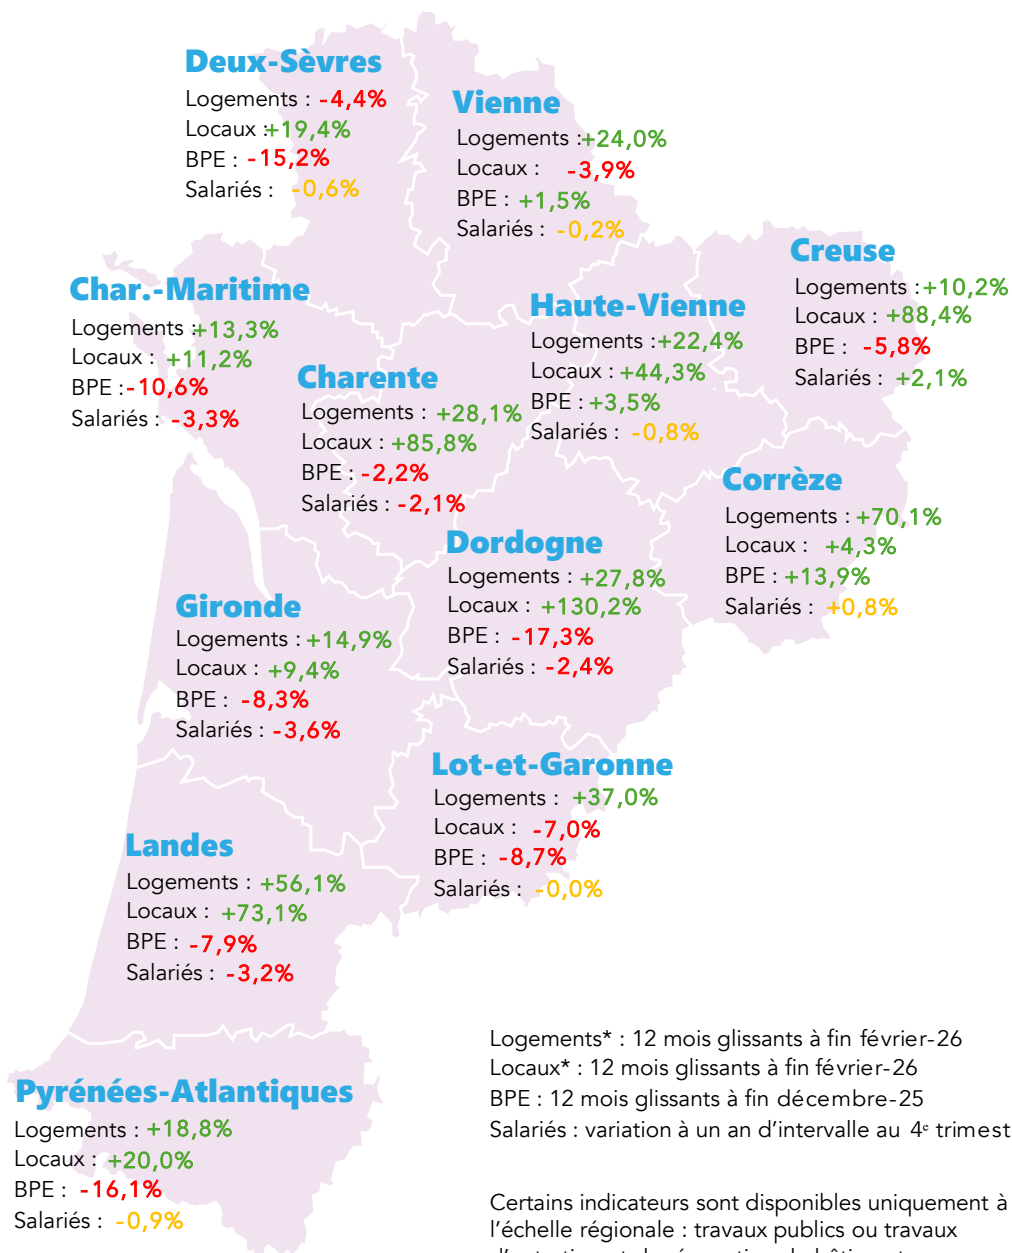 Deux-Sèvres
Logements : -4,4%
Locaux :+19,4%
BPE : -15,2%
Salariés : -0,6%
Vienne
Logements :+24,0%
Locaux : -3,9%
BPE : +1,5%
Salariés : -0,2%
Creuse
Logements :+10,2%
Locaux : +88,4%
BPE : -5,8%
Salariés : +2,1%
Char.-Maritime
Logements :+13,3%
Locaux : +11,2%
BPE :-10,6%
Salariés : -3,3%
Haute-Vienne
Logements :+22,4%
Locaux : +44,3%
BPE : +3,5%
Salariés : -0,8%
Charente
Logements : +28,1%
Locaux : +85,8%
BPE : -2,2%
Salariés : -2,1%
Corrèze
Logements : +70,1%
Locaux : +4,3%
BPE : +13,9%
Salariés : +0,8%
Dordogne
Logements : +27,8%
Locaux : +130,2%
BPE : -17,3%
Salariés : -2,4%
Gironde
Logements : +14,9%
Locaux : +9,4%
BPE : -8,3%
Salariés : -3,6%
Lot-et-Garonne
Logements : +37,0%
Locaux : -7,0%
BPE : -8,7%
Salariés : -0,0%
Landes
Logements : +56,1%
Locaux : +73,1%
BPE : -7,9%
Salariés : -3,2%
Pyrénées-Atlantiques
Logements : +18,8%
Locaux : +20,0%
BPE : -16,1%
Salariés : -0,9%
Logements* : 12 mois glissants à fin février-26
Locaux* : 12 mois glissants à fin février-26
BPE : 12 mois glissants à fin décembre-25
Salariés : variation à un an d'intervalle au 4e trimest
Certains indicateurs sont disponibles uniquement à
l'échelle régionale : travaux publics ou travaux